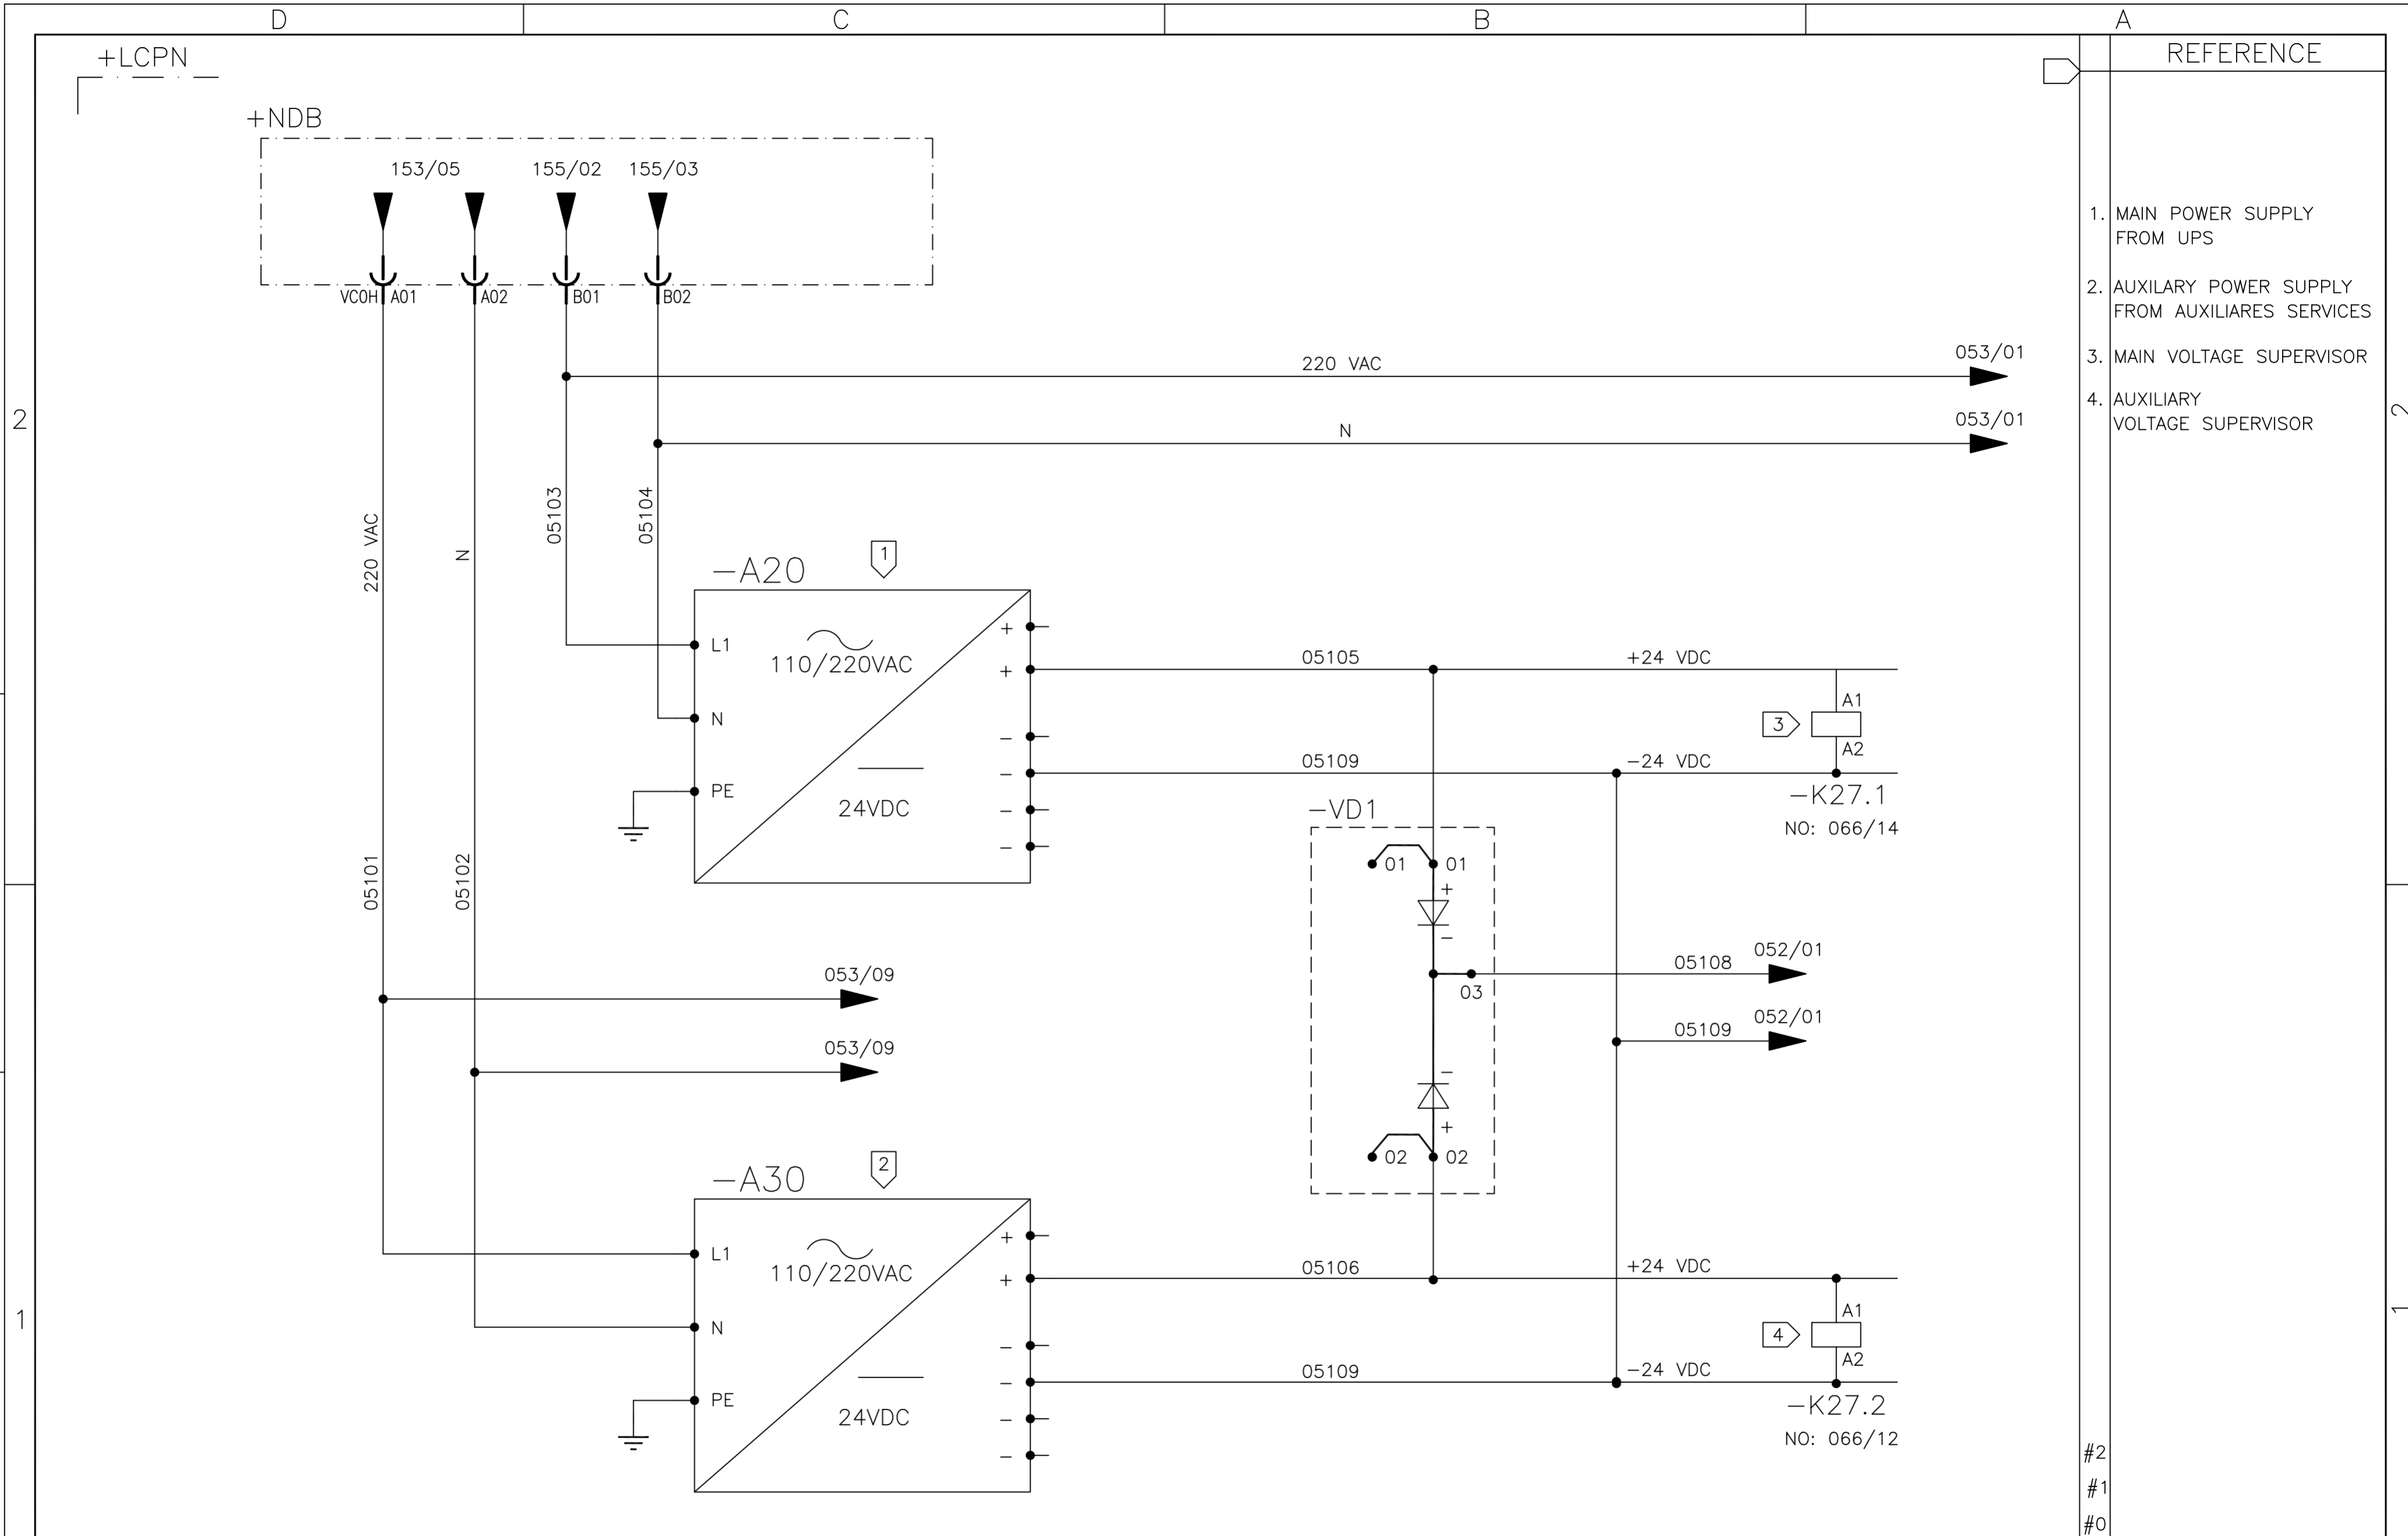 D
C
B
A
+LCPN
REFERENCE
+NDB
153/05
155/02
155/03
1. MAIN POWER SUPPLY
FROM UPS
2. AUXILARY POWER SUPPLY
FROM AUXILIARES SERVICES
3. MAIN VOLTAGE SUPERVISOR
4. AUXILIARY
VOLTAGE SUPERVISOR
VC0H
A01
A02
B01
B02
220 VAC
053/01
N
053/01
2
2
05103
05104
220 VAC
N
-A20
1
L1
110/220VAC
+
+
05105
+24 VDC
N
A1
3
A2
-
-
05109
-24 VDC
PE
24VDC
-
-
-K27.1
NO: 066/14
-VD1
01
01
+
-
05101
05102
053/09
05108
052/01
03
053/09
05109
052/01
-
+
02
02
-A30
2
L1
110/220VAC
+
+
05106
+24 VDC
1
1
N
A1
4
A2
-
-
05109
-24 VDC
PE
24VDC
-
-
-K27.2
NO: 066/12
#2
#1
#0